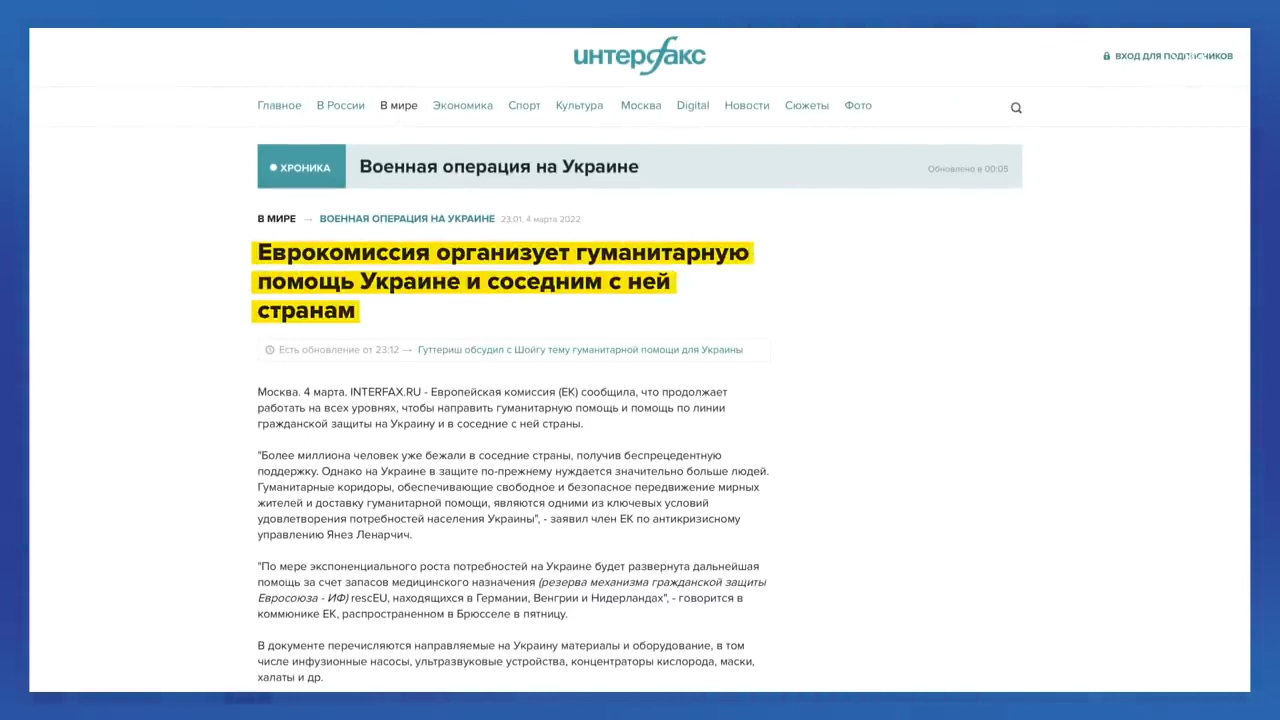 интерфакс
ВХОД ДЛЯ ПОДПИСЧИКОВ
Главное В России В мире Экономика Спорт Культура Москва Digital Новости Сюжеты Фото
ХРОНИКА Военная операция на Украине Обновлено в 00:05
В МИРЕ → ВОЕННАЯ ОПЕРАЦИЯ НА УКРАИНЕ 23:01, 4 марта 2022
Еврокомиссия организует гуманитарную
помощь Украине и соседним с ней
странам
Есть обновление от 23:12 → Гуттериш обсудил с Шойгу тему гуманитарной помощи для Украины
Москва. 4 марта. INTERFAX.RU - Европейская комиссия (ЕК) сообщила, что продолжает
работать на всех уровнях, чтобы направить гуманитарную помощь и помощь по линии
гражданской защиты на Украину и в соседние с ней страны.
"Более миллиона человек уже бежали в соседние страны, получив беспрецедентную
поддержку. Однако на Украине в защите по-прежнему нуждается значительно больше людей.
Гуманитарные коридоры, обеспечивающие свободное и безопасное передвижение мирных
жителей и доставку гуманитарной помощи, являются одними из ключевых условий
удовлетворения потребностей населения Украины", - заявил член ЕК по антикризисному
управлению Янез Ленарчич.
"По мере экспоненциального роста потребностей на Украине будет развернута дальнейшая
помощь за счет запасов медицинского назначения (резерва механизма гражданской защиты
Евросоюза - ИФ) rescEU, находящихся в Германии, Венгрии и Нидерландах", - говорится в
коммюнике ЕК, распространенном в Брюсселе в пятницу.
В документе перечисляются направляемые на Украину материалы и оборудование, в том
числе инфузионные насосы, ультразвуковые устройства, концентраторы кислорода, маски,
халаты и др.